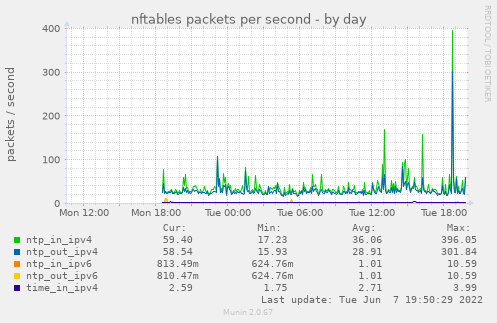 nftables packets per second - by day
RRDTOOL / TOBI OETIKER
packets / second
400
300
200
100
0
Mon 12:00 Mon 18:00 Tue 00:00 Tue 06:00 Tue 12:00 Tue 18:00
Cur: Min: Avg: Max:
ntp_in_ipv4 59.40 17.23 36.06 396.05
ntp_out_ipv4 58.54 15.93 28.91 301.84
ntp_in_ipv6 813.49m 624.76m 1.01 10.59
ntp_out_ipv6 810.47m 624.76m 1.01 10.59
time_in_ipv4 2.59 1.75 2.71 3.99
Last update: Tue Jun 7 19:50:29 2022
Munin 2.0.67